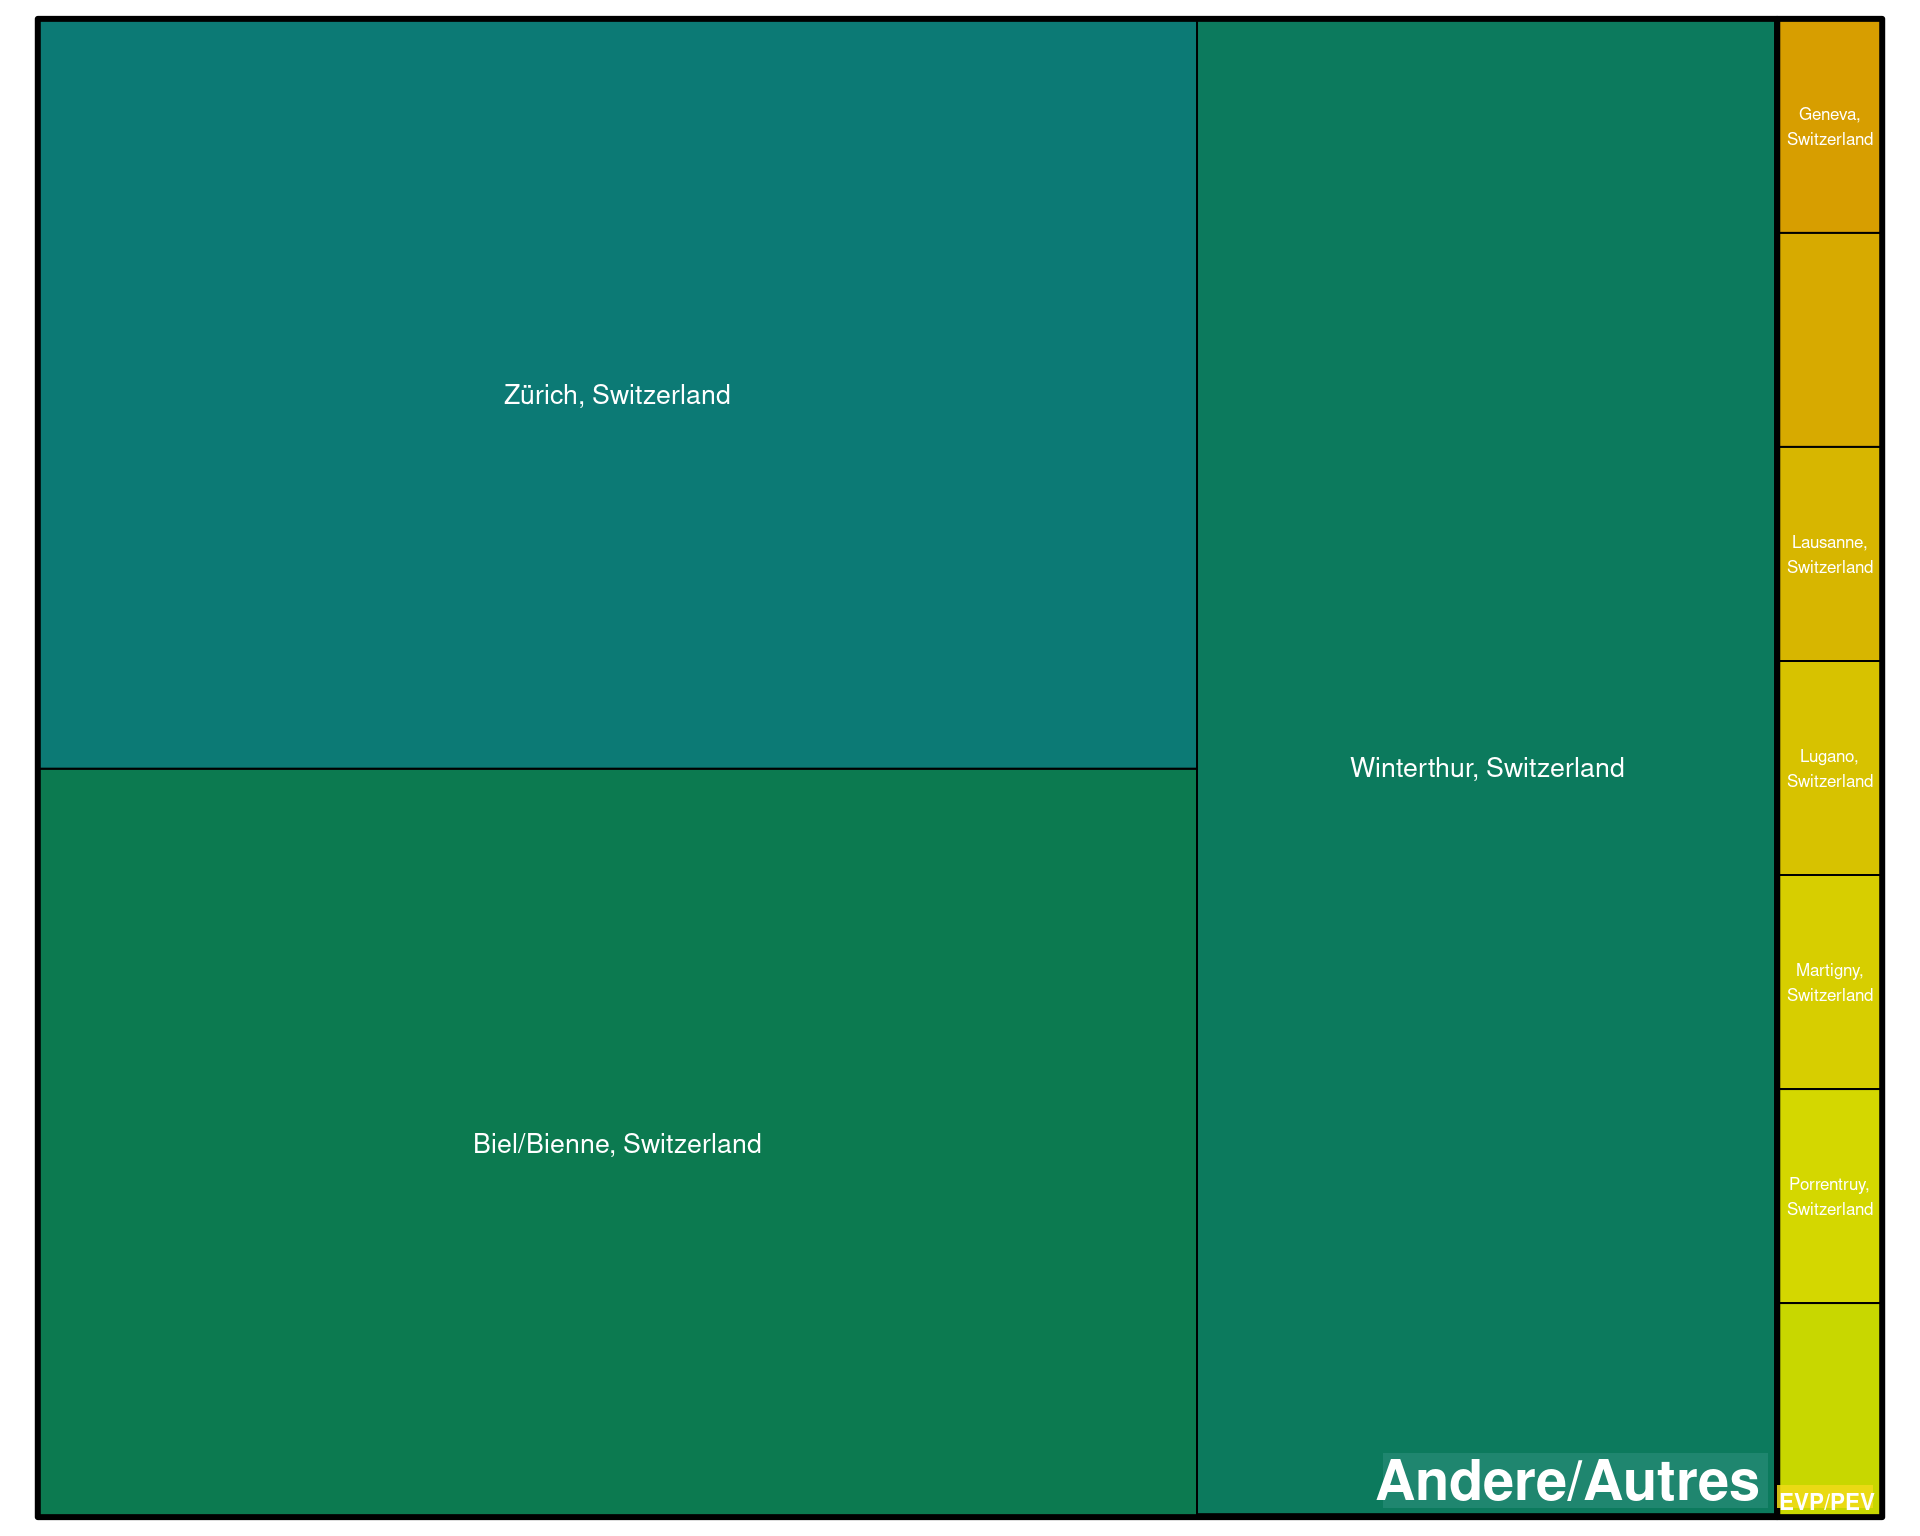 Zürich, Switzerland
Biel/Bienne, Switzerland
Winterthur, Switzerland
Andere/Autres
Geneva,
Switzerland
Lausanne,
Switzerland
Lugano,
Switzerland
Martigny,
Switzerland
Porrentruy,
Switzerland
EVP/PEV